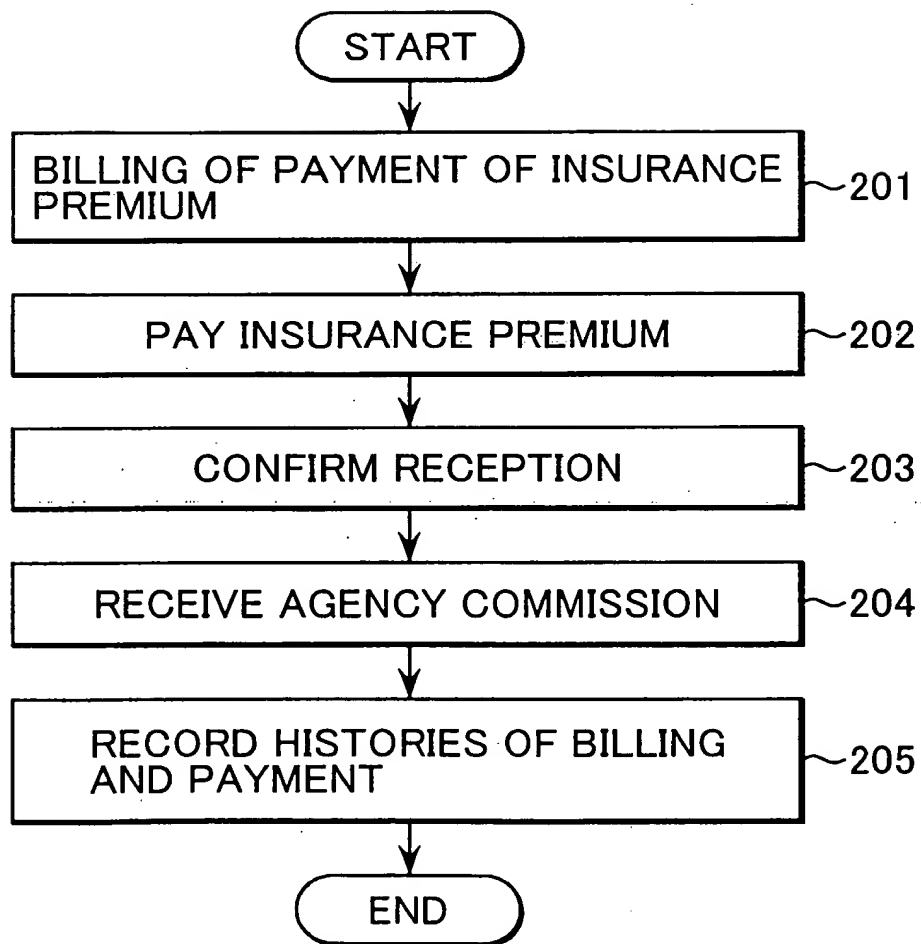 START
BILLING OF PAYMENT OF INSURANCE
PREMIUM
201
PAY INSURANCE PREMIUM
202
CONFIRM RECEPTION
203
RECEIVE AGENCY COMMISSION
204
RECORD HISTORIES OF BILLING
AND PAYMENT
205
END